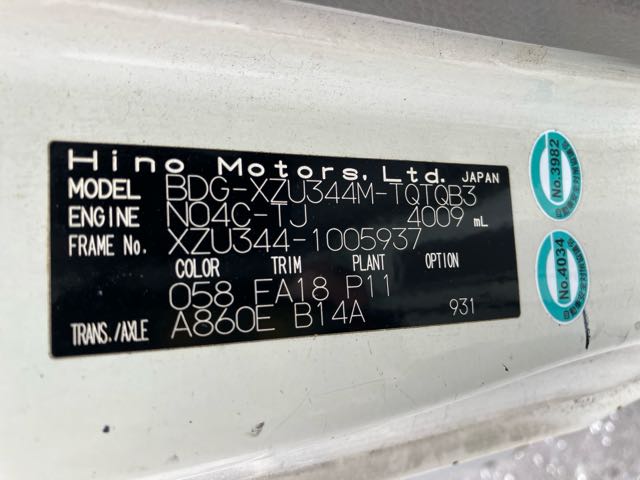 Hino Motors, Ltd. JAPAN
MODEL BDG-XZU344M-TQTQB3
ENGINE N04C-TJ 4009 mL
FRAME No. XZU344-1005937
COLOR TRIM PLANT OPTION
058 FA18 P11
TRANS./AXLE A860E B14A 931
No.3982
No.4034